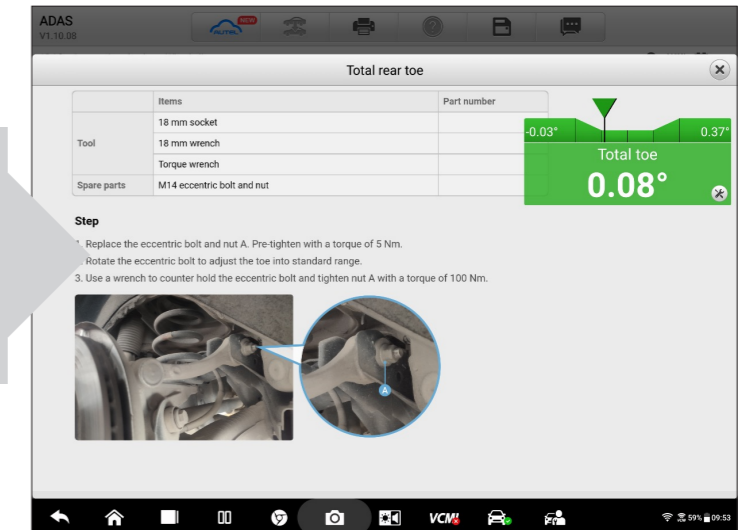 ADAS
V1.10.08
AUTEL
NEW
?
Total rear toe
Items Part number
Tool
18 mm socket
18 mm wrench
Torque wrench
Spare parts M14 eccentric bolt and nut
-0.03° 0.37°
Total toe
0.08°
Step
Replace the eccentric bolt and nut A. Pre-tighten with a torque of 5 Nm.
Rotate the eccentric bolt to adjust the toe into standard range.
3. Use a wrench to counter hold the eccentric bolt and tighten nut A with a torque of 100 Nm.
A
VCMI
VCMI 59% 09:53